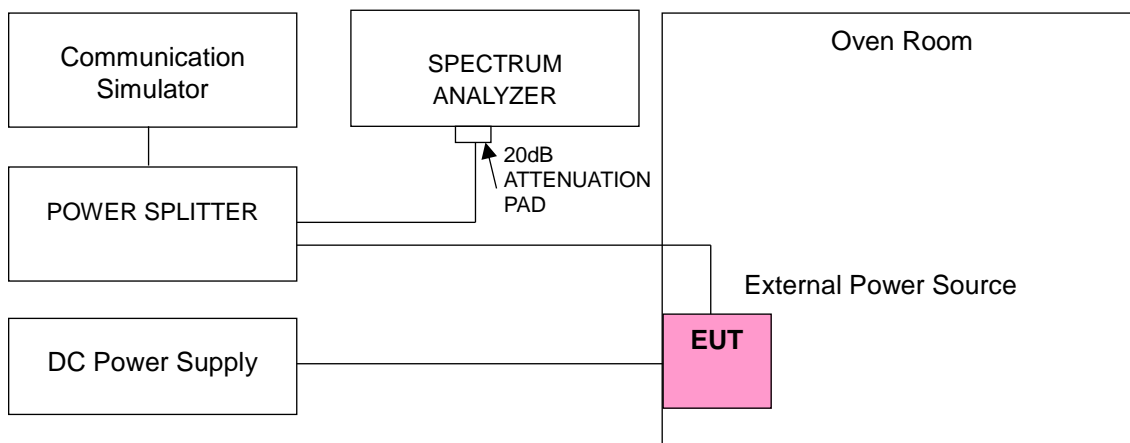 Communication
Simulator
SPECTRUM
ANALYZER
Oven Room
20dB
ATTENUATION
PAD
POWER SPLITTER
External Power Source
EUT
DC Power Supply